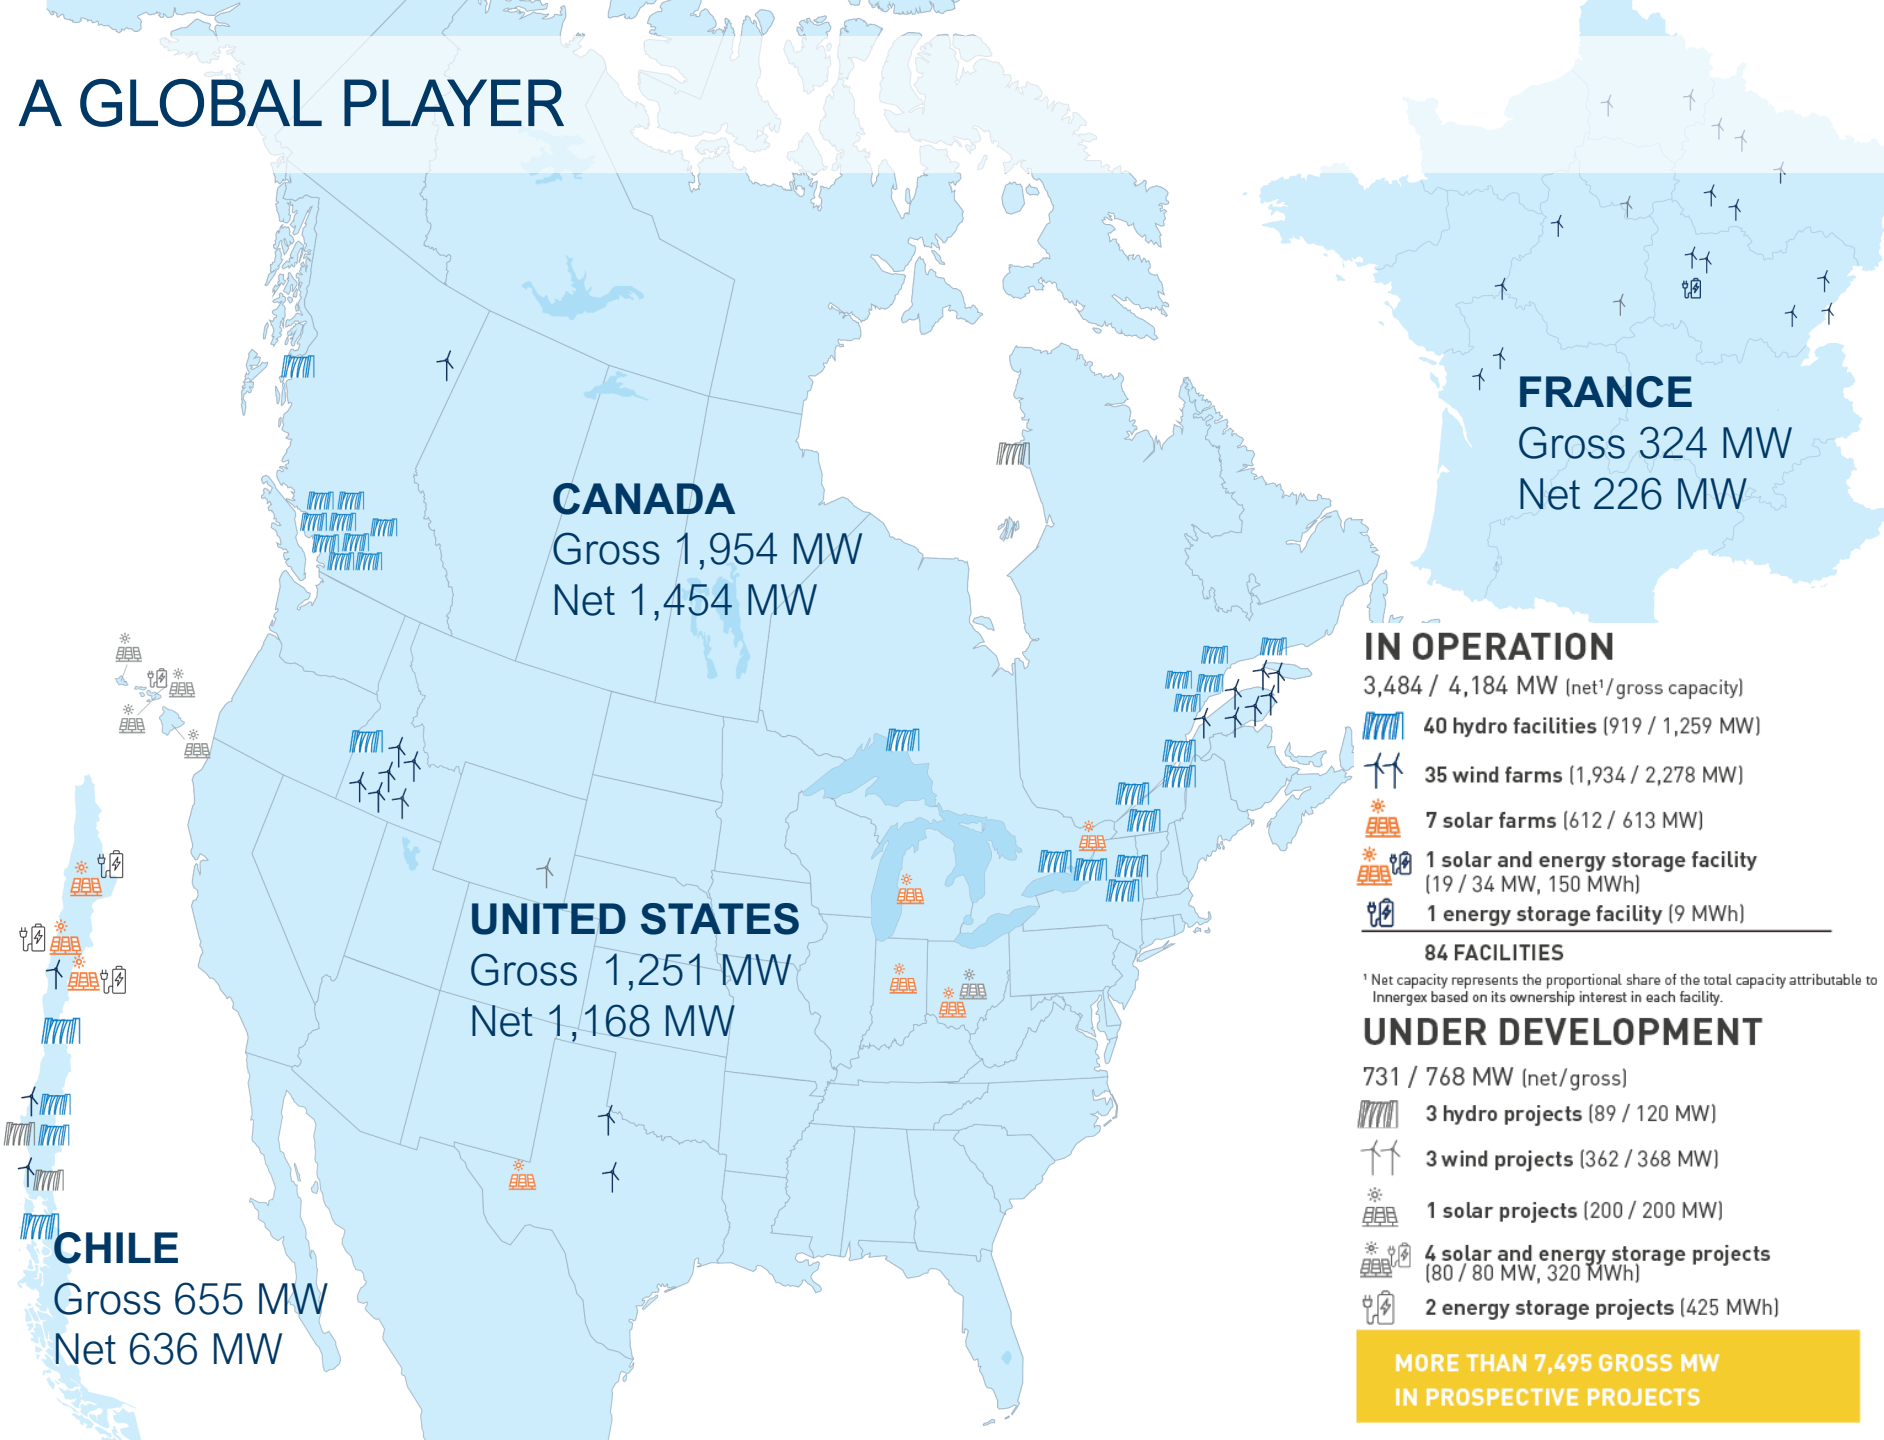 A GLOBAL PLAYER
FRANCE
Gross 324 MW
Net 226 MW
CANADA
Gross 1,954 MW
Net 1,454 MW
UNITED STATES
Gross 1,251 MW
Net 1,168 MW
CHILE
Gross 655 MW
Net 636 MW
IN OPERATION
3,484 / 4,184 MW (net¹/gross capacity)
40 hydro facilities (919 / 1,259 MW)
35 wind farms (1,934 / 2,278 MW)
7 solar farms (612 / 613 MW)
1 solar and energy storage facility
(19 / 34 MW, 150 MWh)
1 energy storage facility (9 MWh)
84 FACILITIES
¹ Net capacity represents the proportional share of the total capacity attributable to
Innergex based on its ownership interest in each facility.
UNDER DEVELOPMENT
731 / 768 MW (net/gross)
3 hydro projects (89 / 120 MW)
3 wind projects (362 / 368 MW)
1 solar projects (200 / 200 MW)
4 solar and energy storage projects
(80 / 80 MW, 320 MWh)
2 energy storage projects (425 MWh)
MORE THAN 7,495 GROSS MW
IN PROSPECTIVE PROJECTS